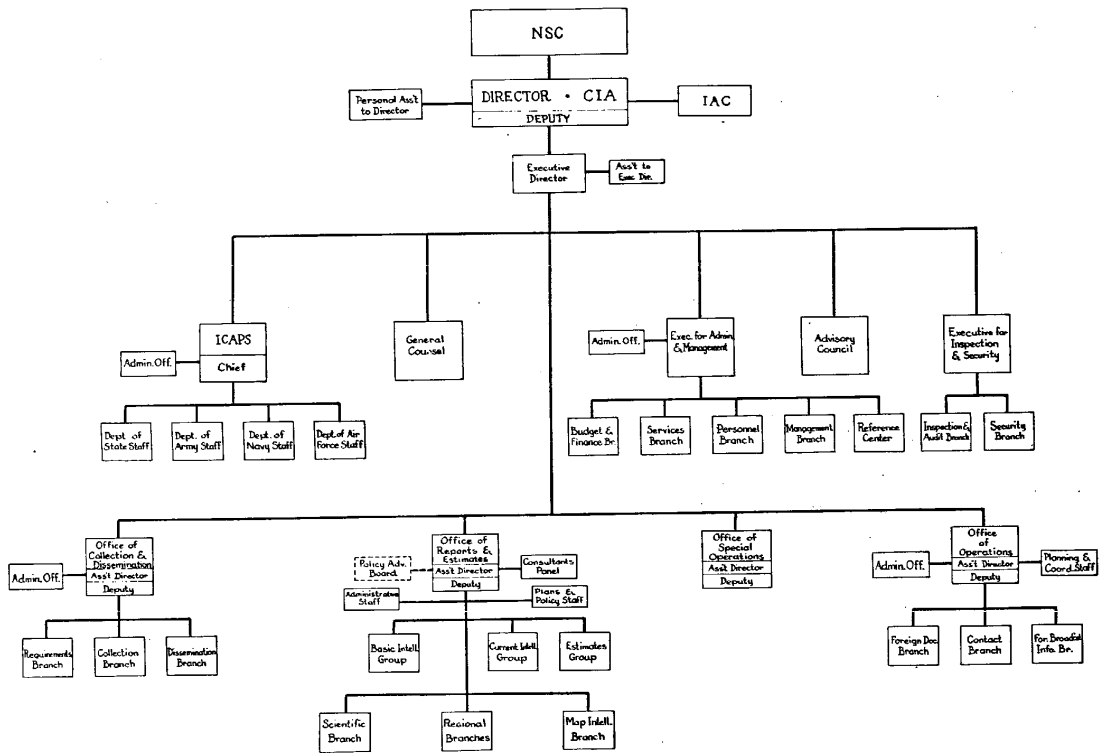 NSC
Personal Ass't
to Director
DIRECTOR • CIA
DEPUTY
IAC
Executive
Director
Ass't to
Exec. Dir.
ICAPS
Chief
Admin. Off.
General
Counsel
Admin. Off.
Exec. for Admin.
& Management
Advisory
Council
Executive for
Inspection
& Security
Dept. of
State Staff
Dept. of
Army Staff
Dept. of
Navy Staff
Dept. of Air
Force Staff
Budget &
Finance Br.
Services
Branch
Personnel
Branch
Management
Branch
Reference
Center
Inspection &
Audit Branch
Security
Branch
Office of
Collection &
Dissemination
Ass't Director
Deputy
Admin. Off.
Office of
Reports &
Estimates
Ass't Director
Deputy
Policy Adv.
Board
Consultants
Panel
Administrative
Staff
Plans &
Policy Staff
Office of
Special
Operations
Ass't Director
Deputy
Office
of
Operations
Ass't Director
Deputy
Admin. Off.
Planning &
Coord. Staff
Requirements
Branch
Collection
Branch
Dissemination
Branch
Basic Intell.
Group
Current Intell.
Group
Estimates
Group
Foreign Doc.
Branch
Contact
Branch
For. Broadcast
Info. Br.
Scientific
Branch
Regional
Branches
Map Intell.
Branch